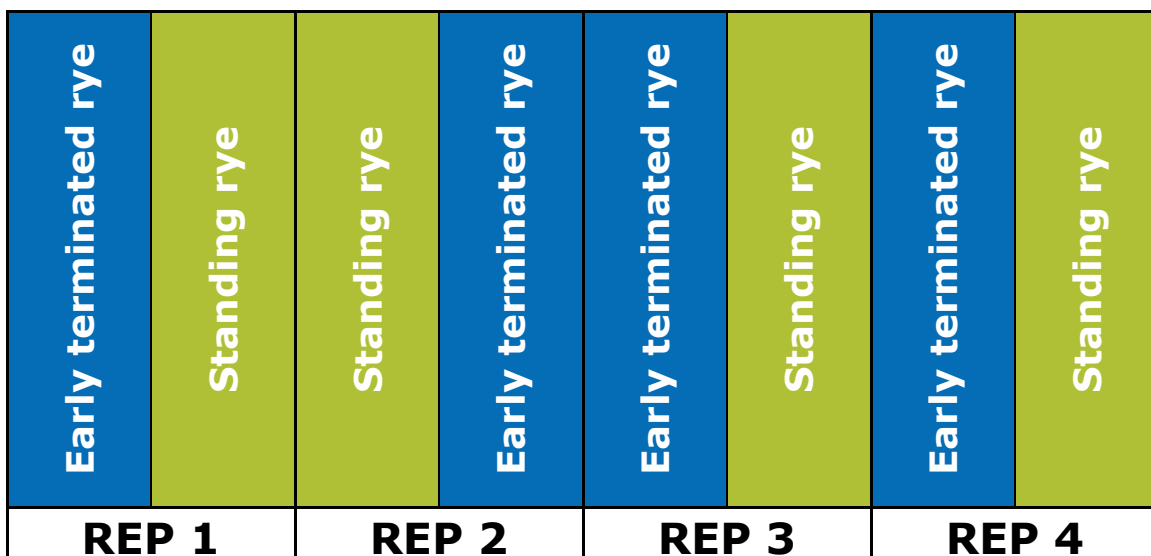 Early terminated rye
Standing rye
Standing rye
Early terminated rye
Early terminated rye
Standing rye
Early terminated rye
Standing rye
REP 1
REP 2
REP 3
REP 4